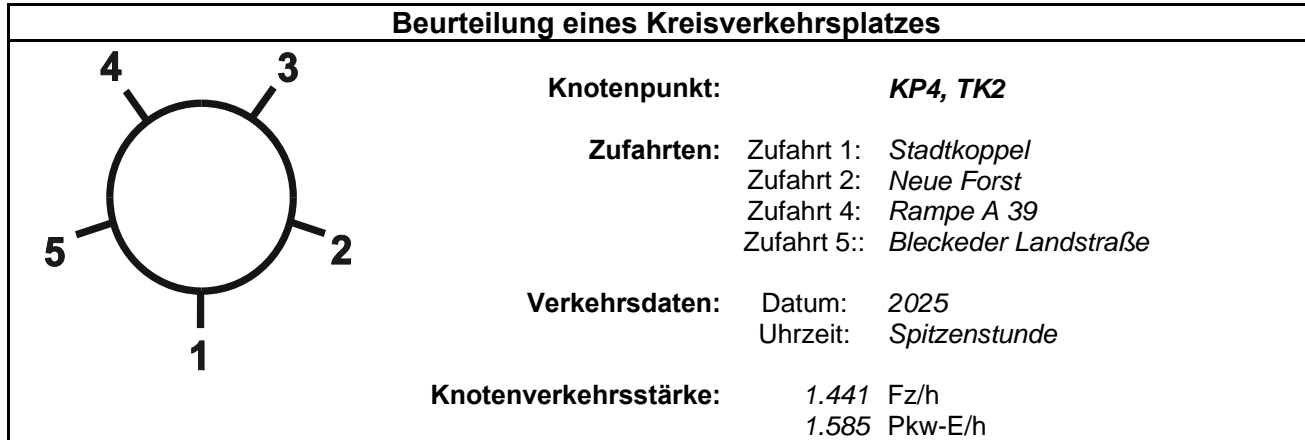 Beurteilung eines Kreisverkehrsplatzes
4 3
5 2
1
Knotenpunkt: KP4, TK2
Zufahrten: Zufahrt 1: Stadtkoppel
Zufahrt 2: Neue Forst
Zufahrt 4: Rampe A 39
Zufahrt 5:: Bleckeder Landstraße
Verkehrsdaten: Datum: 2025
Uhrzeit: Spitzenstunde
Knotenverkehrsstärke: 1.441 Fz/h
1.585 Pkw-E/h